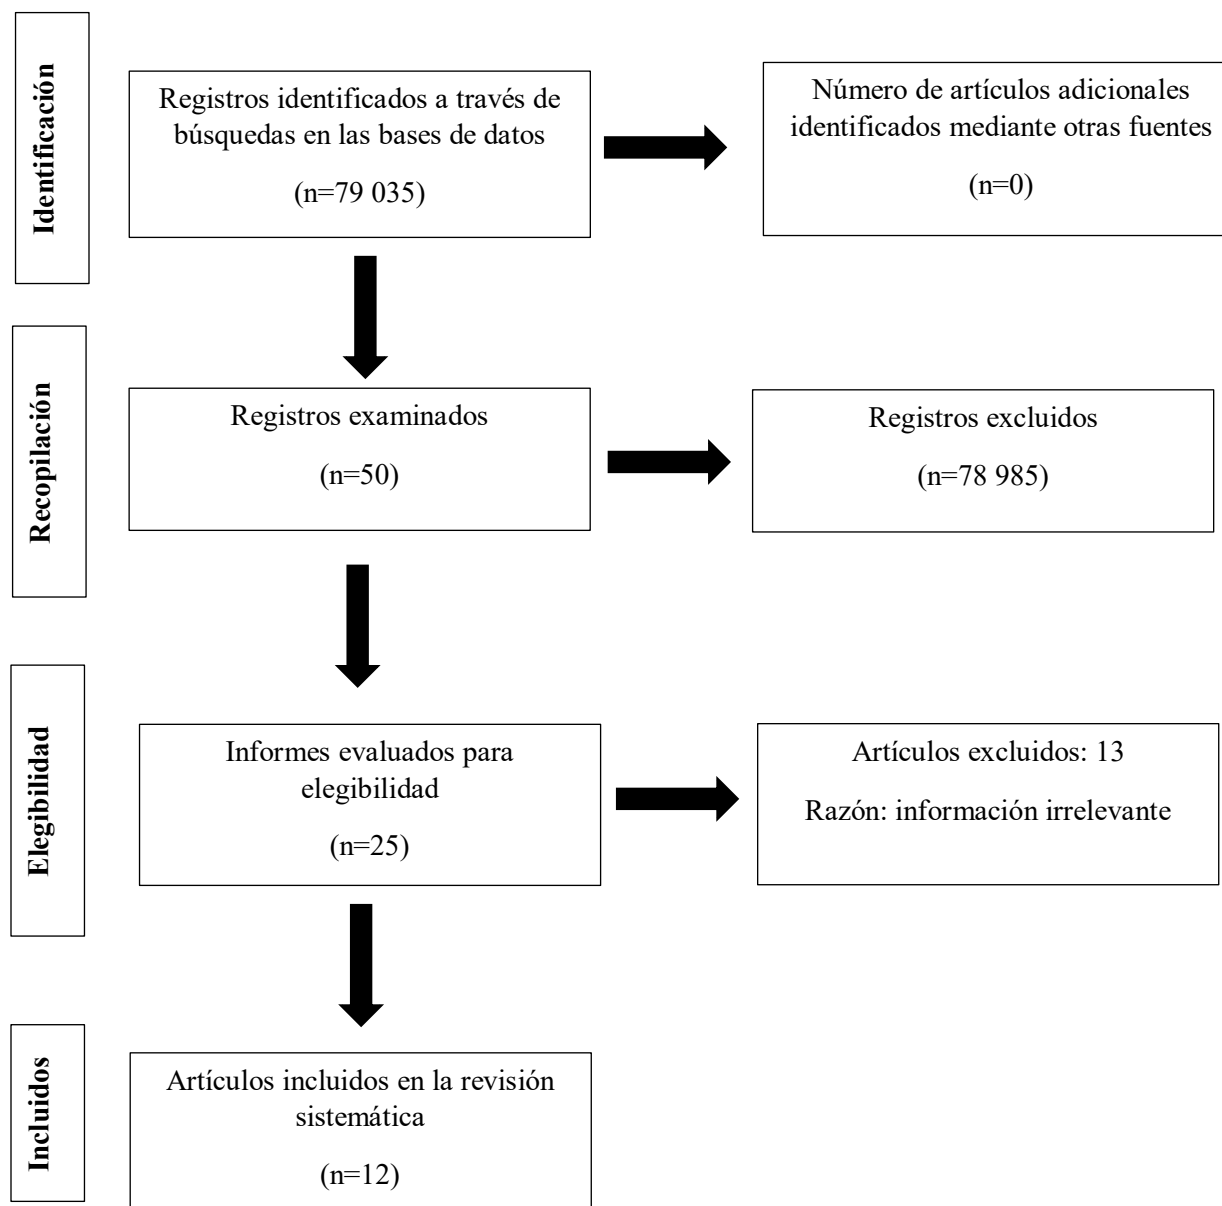 Identificación
Registros identificados a través de
búsquedas en las bases de datos
(n=79 035)
Número de artículos adicionales
identificados mediante otras fuentes
(n=0)
Recopilación
Registros examinados
(n=50)
Registros excluidos
(n=78 985)
Elegibilidad
Informes evaluados para
elegibilidad
(n=25)
Artículos excluidos: 13
Razón: información irrelevante
Incluidos
Artículos incluidos en la revisión
sistemática
(n=12)